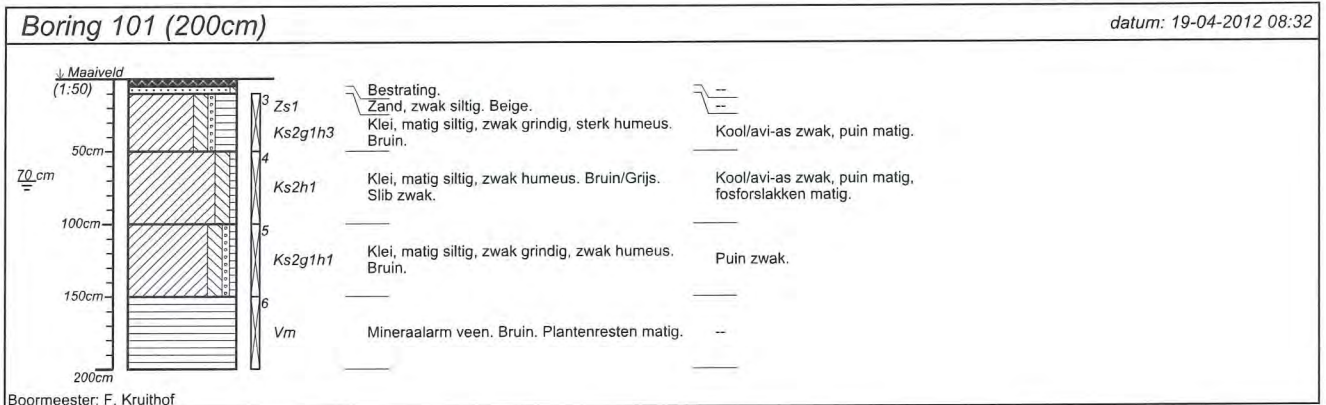 Boring 101 (200cm)
datum: 19-04-2012 08:32
Maaiveld
(1:50)
Bestrating.
--
3
Zs1
Zand, zwak siltig. Beige.
--
Ks2g1h3
Klei, matig siltig, zwak grindig, sterk humeus.
Bruin.
Kool/avi-as zwak, puin matig.
50cm
4
70 cm
Ks2h1
Klei, matig siltig, zwak humeus. Bruin/Grijs.
Slib zwak.
Kool/avi-as zwak, puin matig,
fosforslakken matig.
100cm
5
Ks2g1h1
Klei, matig siltig, zwak grindig, zwak humeus.
Bruin.
Puin zwak.
150cm
6
Vm
Mineraalarm veen. Bruin. Plantenresten matig.
--
200cm
Boormeester: F. Kruithof